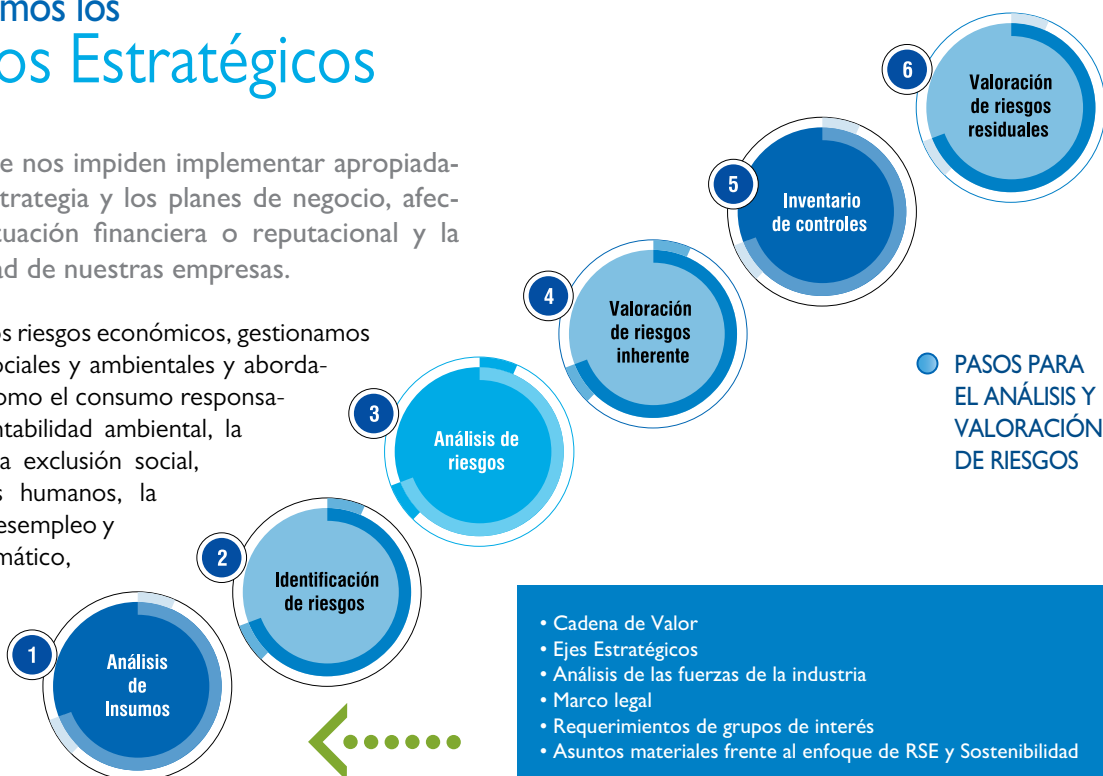 mos los
os Estratégicos
e nos impiden implementar apropiada-
trategia y los planes de negocio, afec-
tuación financiera o reputacional y la
ad de nuestras empresas.
os riesgos económicos, gestionamos
ociales y ambientales y aborda-
omo el consumo responsa-
ntabilidad ambiental, la
a exclusión social,
s humanos, la
esempleo y
mático,
1
Análisis
de
Insumos
2
Identificación
de riesgos
3
Análisis de
riesgos
4
Valoración
de riesgos
inherente
5
Inventario
de controles
6
Valoración
de riesgos
residuales
PASOS PARA
EL ANÁLISIS Y
VALORACIÓN
DE RIESGOS
• Cadena de Valor
• Ejes Estratégicos
• Análisis de las fuerzas de la industria
• Marco legal
• Requerimientos de grupos de interés
• Asuntos materiales frente al enfoque de RSE y Sostenibilidad